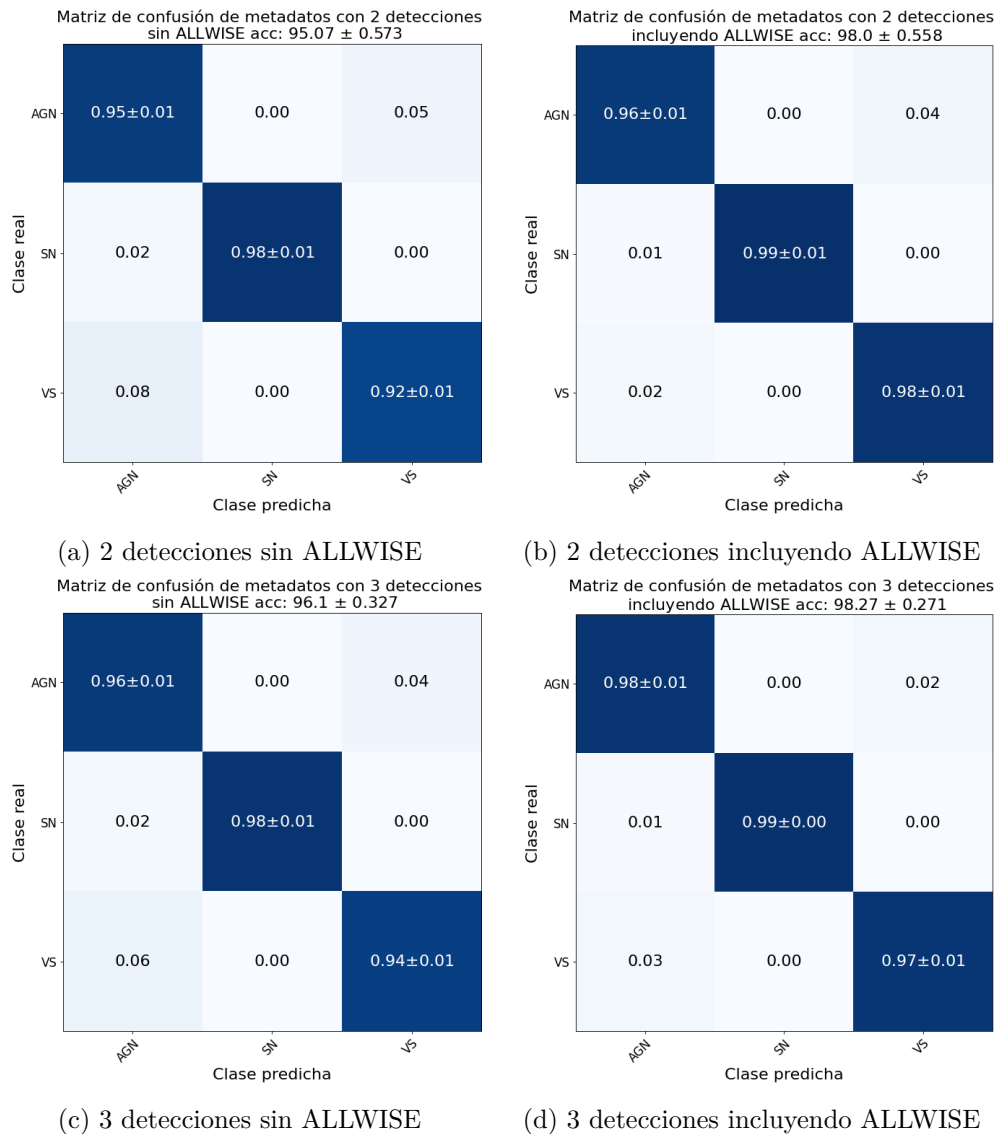 Matriz de confusión de metadatos con 2 detecciones
sin ALLWISE acc: 95.07 ± 0.573
AGN
0.95±0.01
0.00
0.05
SN
0.02
0.98±0.01
0.00
VS
0.08
0.00
0.92±0.01
Clase real
AGN
SN
VS
Clase predicha
(a) 2 detecciones sin ALLWISE
Matriz de confusión de metadatos con 2 detecciones
incluyendo ALLWISE acc: 98.0 ± 0.558
AGN
0.96±0.01
0.00
0.04
SN
0.01
0.99±0.01
0.00
VS
0.02
0.00
0.98±0.01
Clase real
AGN
SN
VS
Clase predicha
(b) 2 detecciones incluyendo ALLWISE
Matriz de confusión de metadatos con 3 detecciones
sin ALLWISE acc: 96.1 ± 0.327
AGN
0.96±0.01
0.00
0.04
SN
0.02
0.98±0.01
0.00
VS
0.06
0.00
0.94±0.01
Clase real
AGN
SN
VS
Clase predicha
(c) 3 detecciones sin ALLWISE
Matriz de confusión de metadatos con 3 detecciones
incluyendo ALLWISE acc: 98.27 ± 0.271
AGN
0.98±0.01
0.00
0.02
SN
0.01
0.99±0.00
0.00
VS
0.03
0.00
0.97±0.01
Clase real
AGN
SN
VS
Clase predicha
(d) 3 detecciones incluyendo ALLWISE